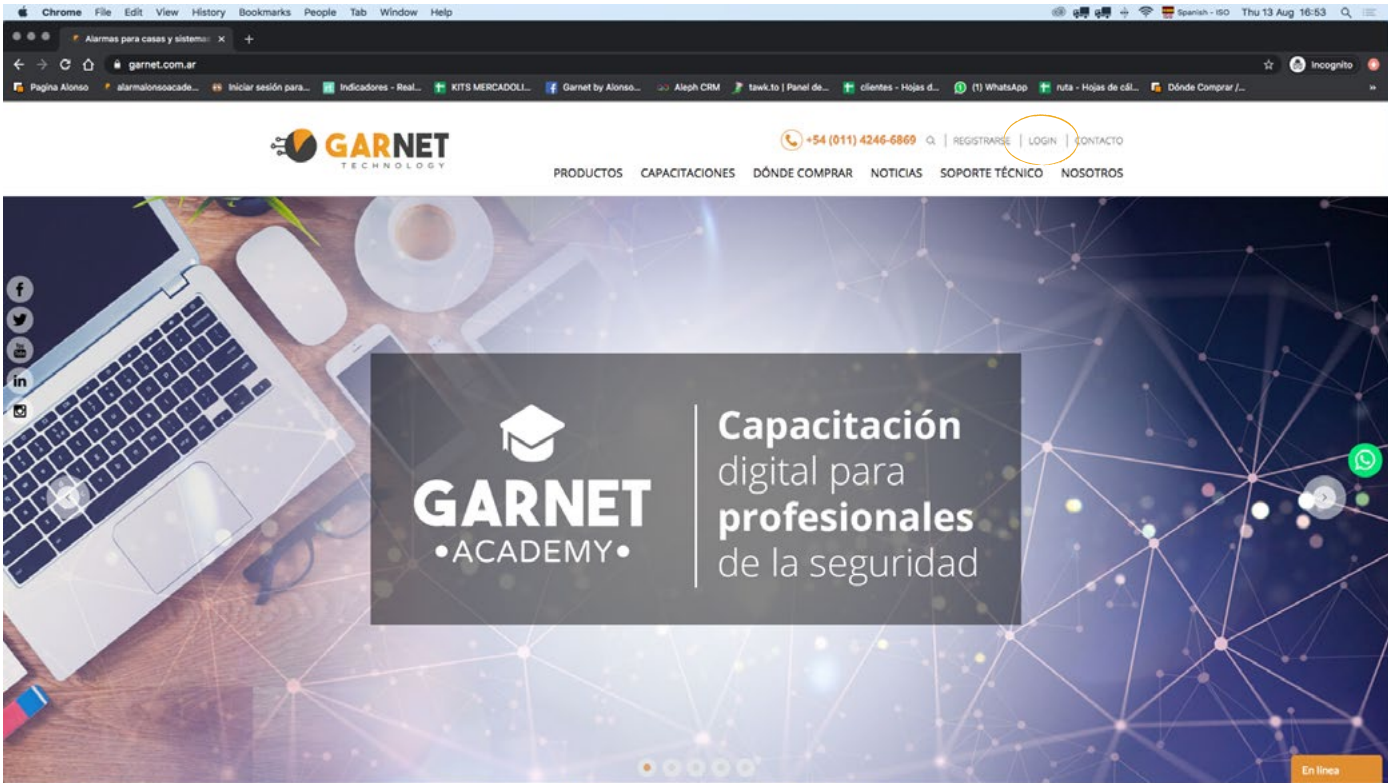 Chrome File Edit View History Bookmarks People Tab Window Help
Spanish - ISO Thu 13 Aug 16:53
Alarmas para casas y sistemas
garnet.com.ar
Incognito
Pagina Alonso alarmalonsoacade... Iniciar sesión para... Indicadores - Real... KITS MERCADOLI... Garnet by Alonso... Aleph CRM tawk.to | Panel de... clientes - Hojas d... (1) WhatsApp ruta - Hojas de cál... Dónde Comprar /...
GARNET
TECHNOLOGY
+54 (011) 4246-6869 | REGISTRARSE | LOGIN | CONTACTO
PRODUCTOS CAPACITACIONES DÓNDE COMPRAR NOTICIAS SOPORTE TÉCNICO NOSOTROS
GARNET
•ACADEMY•
Capacitación
digital para
profesionales
de la seguridad
En línea